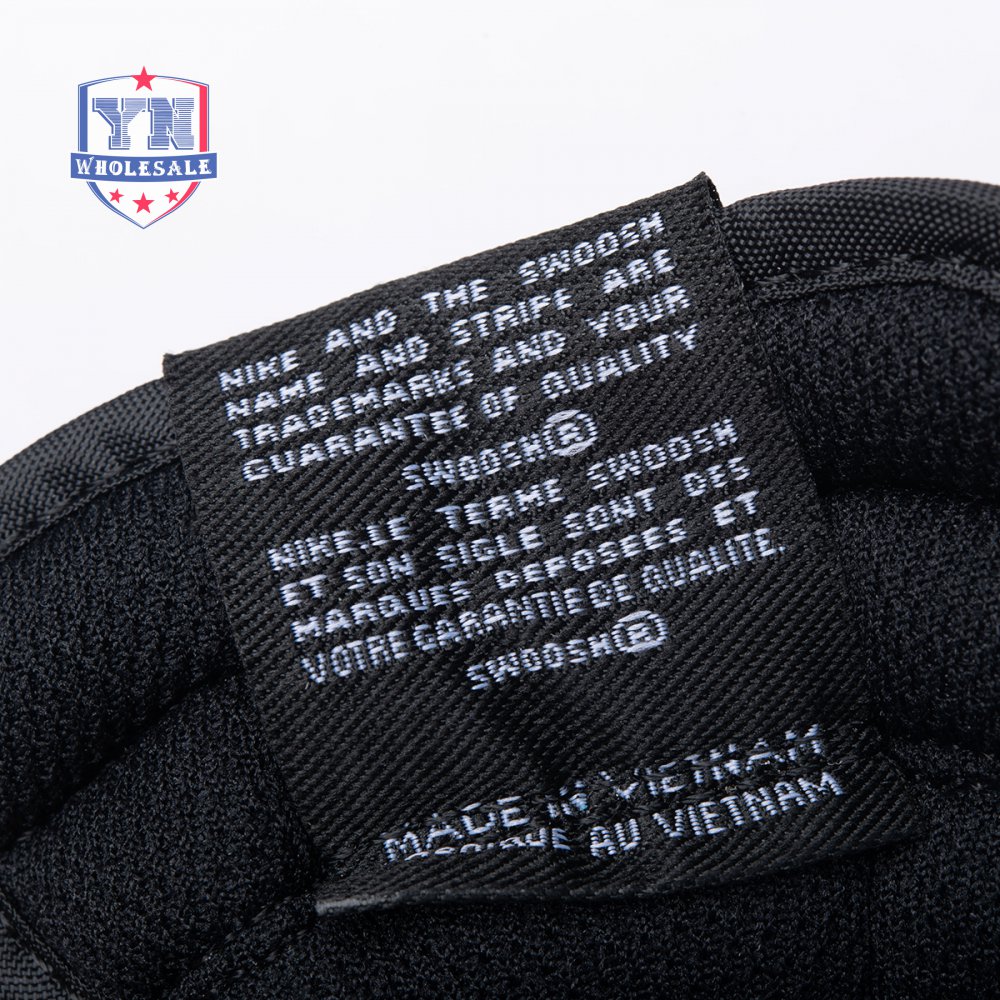 YN
WHOLESALE
NIKE AND THE SWOOSH
NAME AND STRIPE ARE
TRADEMARKS AND YOUR
GUARANTEE OF QUALITY
SWOOSH®
NIKE.LE TERME SWOOSH
ET SON SIGLE SONT DES
MARQUES DEPOSEES ET
VOTRE GARANTIE DE QUALITE.
SWOOSH®
MADE IN VIETNAM
AU VIETNAM